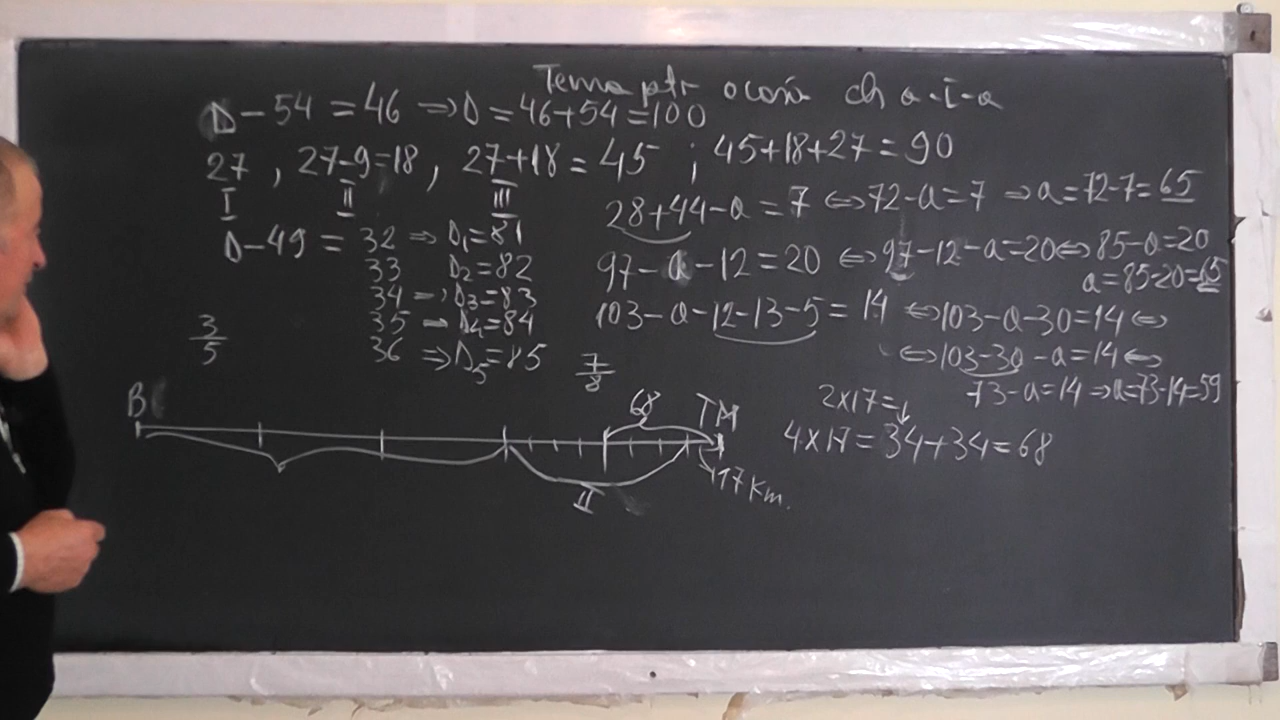 Tema ptr acasă cls a-I-a
D-54=46 ⇒ D=46+54=100
27, 27-9=18, 27+18=45 ; 45+18+27=90
I II III
28+44-a=7 ⇔ 72-a=7 ⇒ a=72-7=65
D-49=32 ⇒ D₁=81
33 D₂=82
34 ⇒ D₃=83
35 – D₄=84
36 ⇒ D₅=85
97-a-12=20 ⇔ 97-12-a=20 ⇔ 85-a=20
a=85-20=65
103-a-12-13-5=14 ⇔ 103-a-30=14 ⇔
⇔ 103-30-a=14 ⇔
73-a=14 ⇒ a=73-14=59
3/5
7/8
B 68 TM
II 17 Km.
2x17=↓
4x17=34+34=68